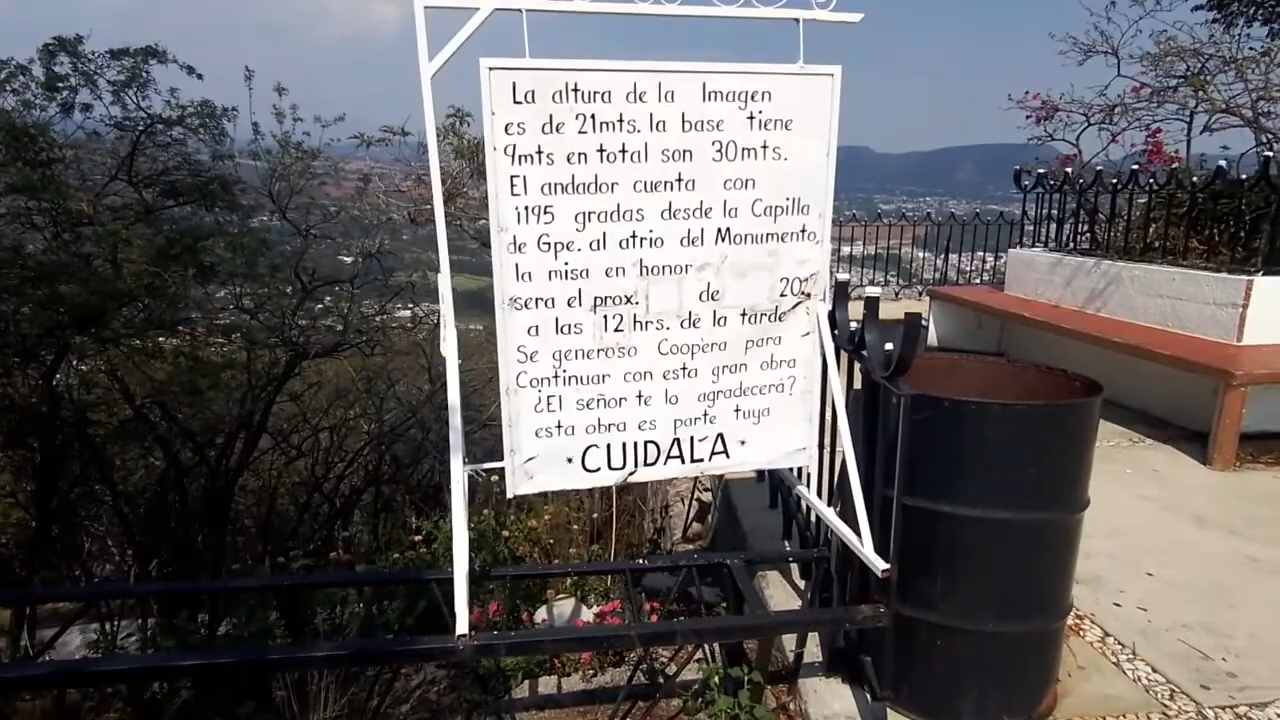 La altura de la Imagen
es de 21mts. la base tiene
9mts en total son 30mts.
El andador cuenta con
1195 gradas desde la Capilla
de Gpe. al atrio del Monumento,
la misa en honor
sera el prox. de
a las 12 hrs. de la tarde
Se generoso Coopera para
Continuar con esta gran obra
¿El señor te lo agradecerá?
esta obra es parte tuya
*CUIDALA*